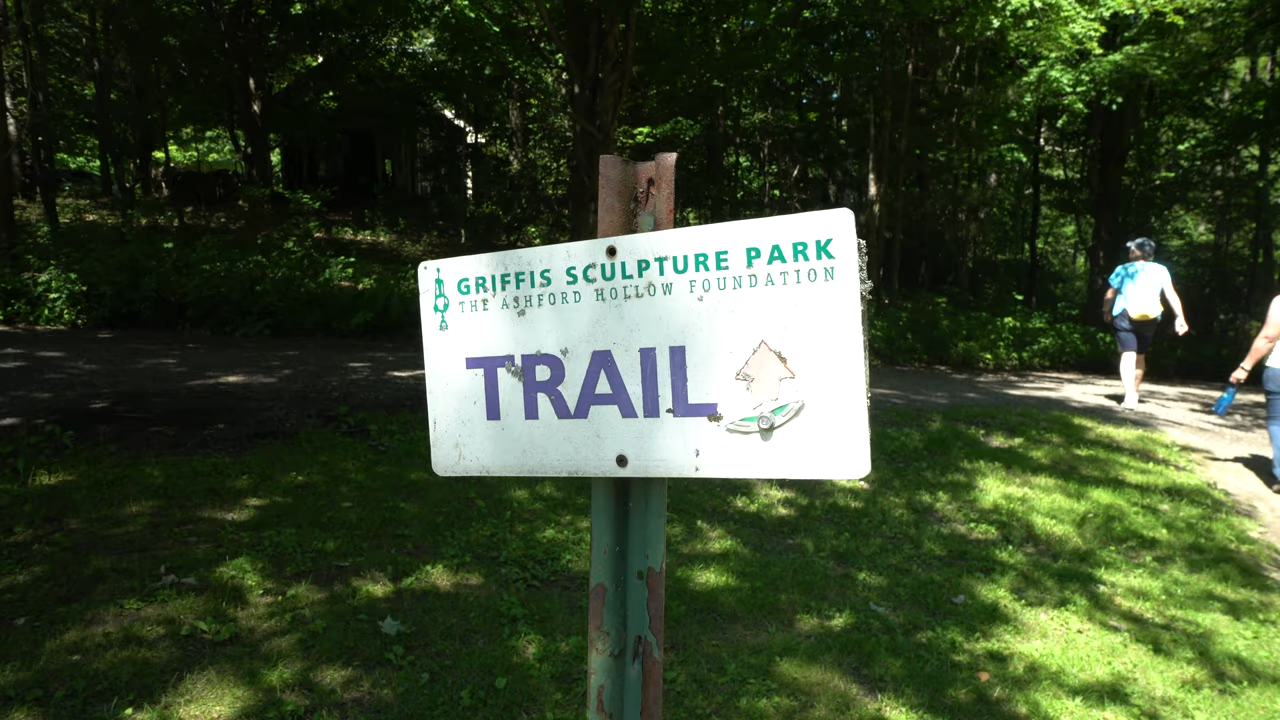 GRIFFIS SCULPTURE PARK
THE ASHFORD HOLLOW FOUNDATION
TRAIL